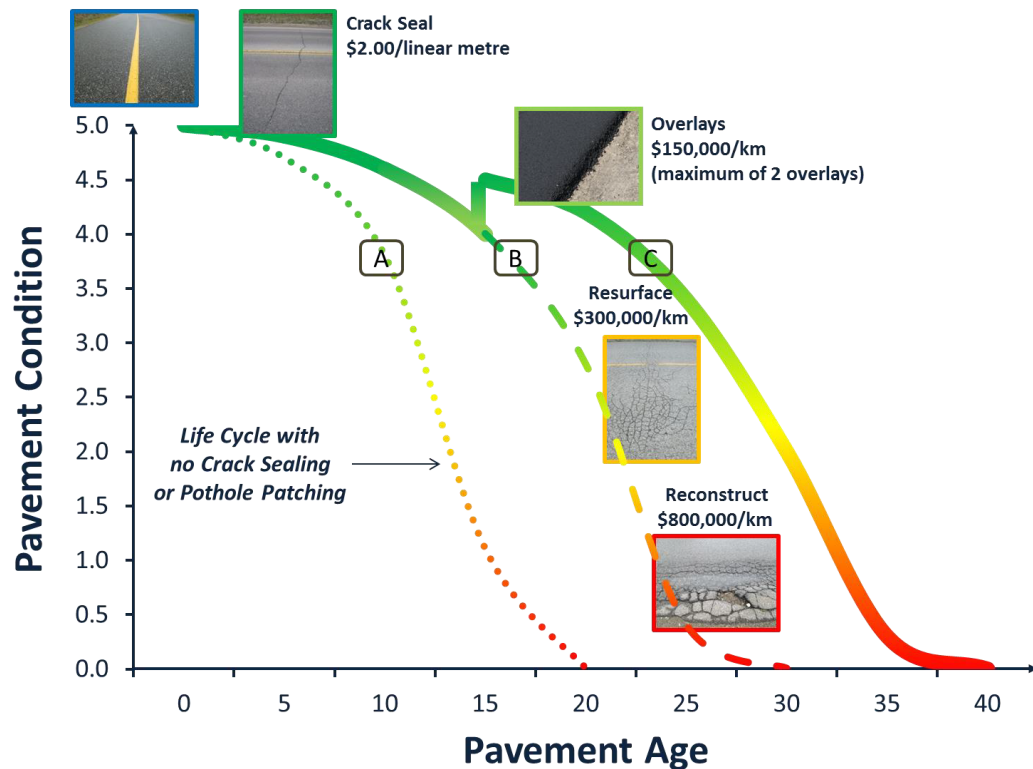 Crack Seal
$2.00/linear metre
Overlays
$150,000/km
(maximum of 2 overlays)
5.0
4.5
4.0
3.5
3.0
2.5
2.0
1.5
1.0
0.5
0.0
Pavement Condition
A
B
C
Resurface
$300,000/km
Life Cycle with
no Crack Sealing
or Pothole Patching
Reconstruct
$800,000/km
0
5
10
15
20
25
30
35
40
Pavement Age